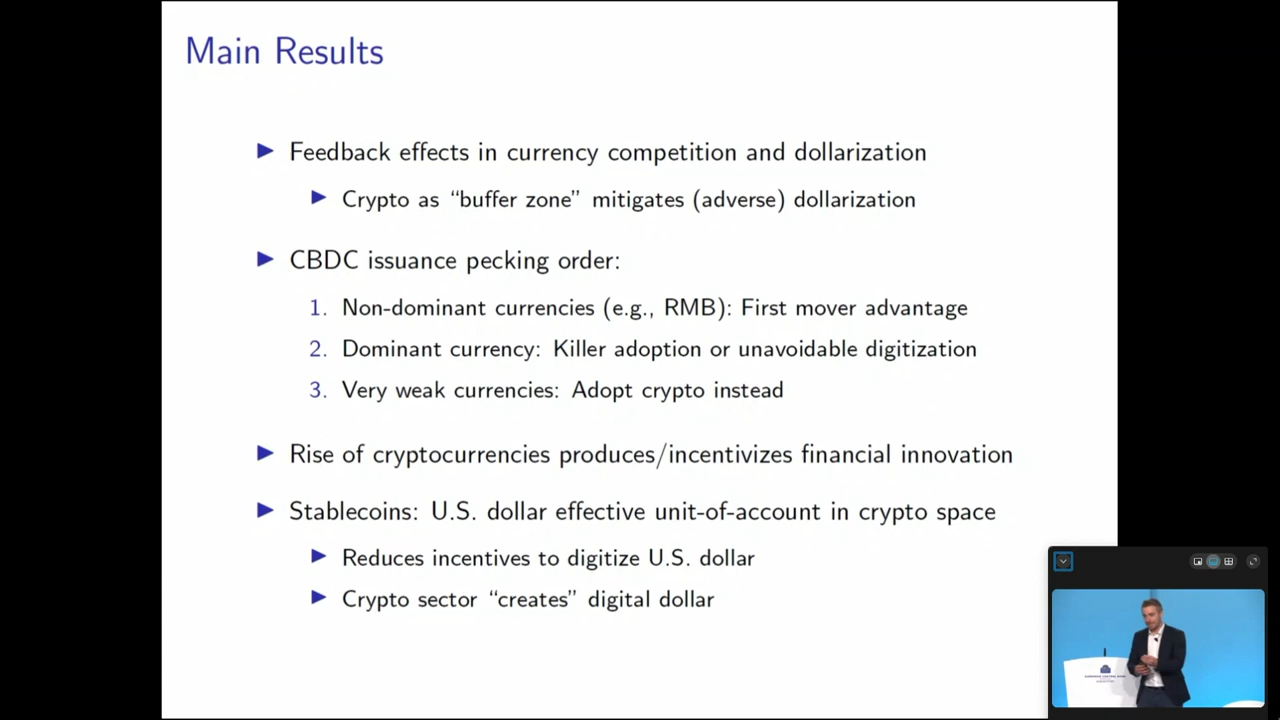 Main Results
Feedback effects in currency competition and dollarization
Crypto as “buffer zone” mitigates (adverse) dollarization
CBDC issuance pecking order:
1. Non-dominant currencies (e.g., RMB): First mover advantage
2. Dominant currency: Killer adoption or unavoidable digitization
3. Very weak currencies: Adopt crypto instead
Rise of cryptocurrencies produces/incentivizes financial innovation
Stablecoins: U.S. dollar effective unit-of-account in crypto space
Reduces incentives to digitize U.S. dollar
Crypto sector “creates” digital dollar
EUROPEAN CENTRAL BANK